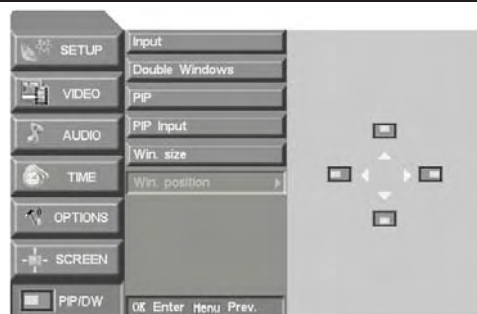 SETUP
VIDEO
AUDIO
TIME
OPTIONS
SCREEN
PIP/DW
Input
Double Windows
PIP
PIP Input
Win. size
Win. position
OK Enter Menu Prev.